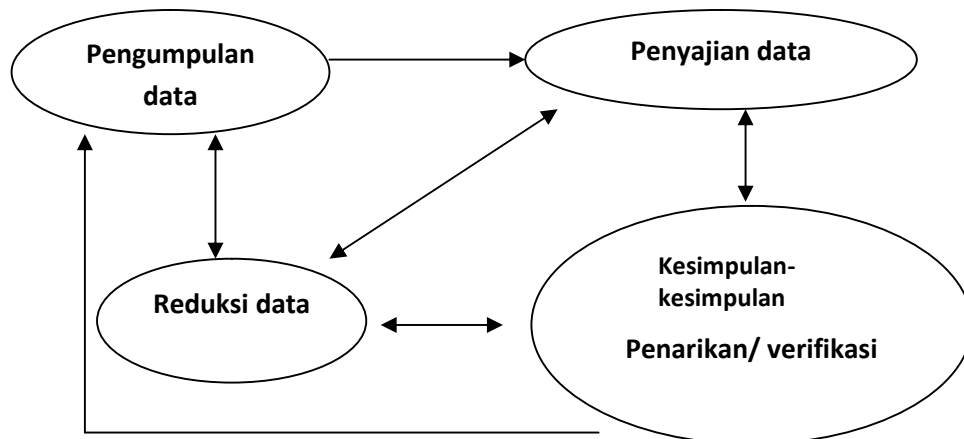 Pengumpulan
data
Penyajian data
Reduksi data
Kesimpulan-
kesimpulan
Penarikan/ verifikasi